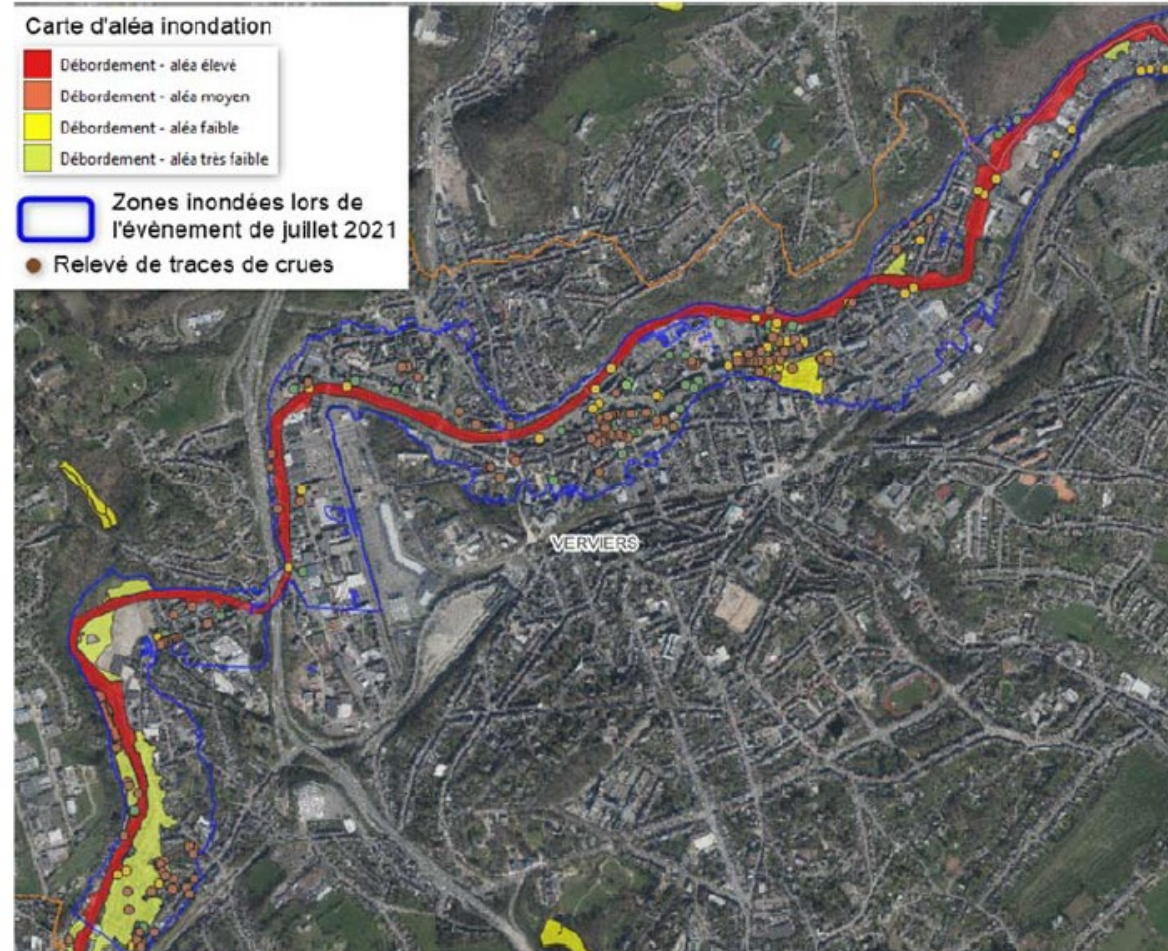 Carte d'aléa inondation
Débordement - aléa élevé
Débordement - aléa moyen
Débordement - aléa faible
Débordement - aléa très faible
Zones inondées lors de
l'évènement de juillet 2021
Relevé de traces de crues
VERVIERS